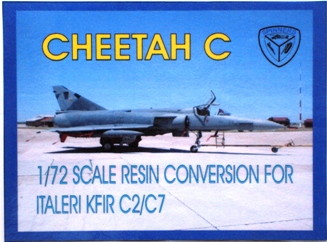 CHEETAH C
1/72 SCALE RESIN CONVERSION FOR
ITALERI KFIR C2/C7